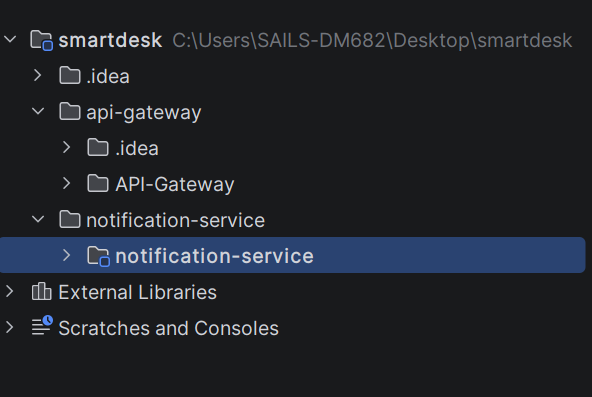 smartdesk C:\Users\SAILS-DM682\Desktop\smartdesk
.idea
api-gateway
.idea
API-Gateway
notification-service
notification-service
External Libraries
Scratches and Consoles